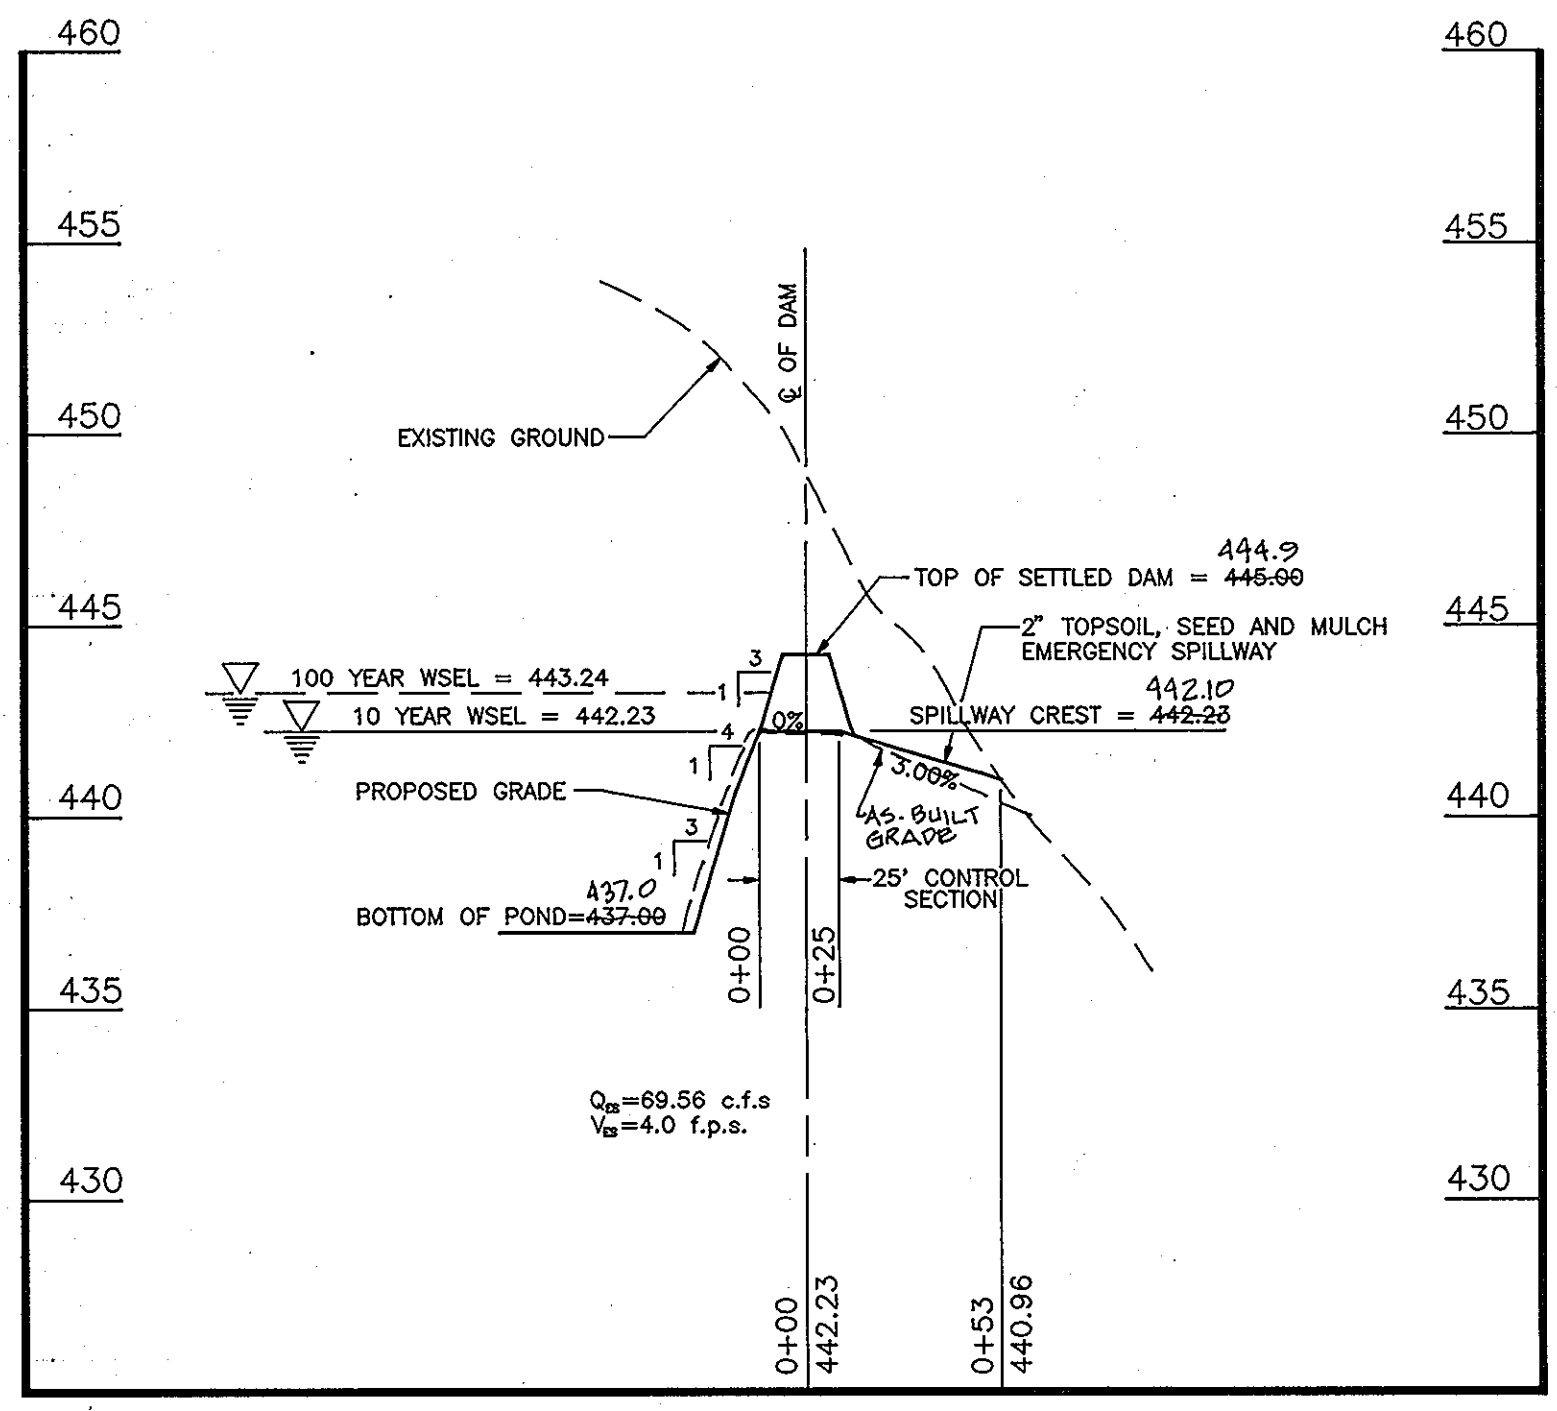 460
460
455
455
450
450
445
445
440
440
435
435
430
430
℄ OF DAM
EXISTING GROUND
444.9
TOP OF SETTLED DAM = 445.00
2" TOPSOIL, SEED AND MULCH
EMERGENCY SPILLWAY
100 YEAR WSEL = 443.24
10 YEAR WSEL = 442.23
442.10
SPILLWAY CREST = 442.23
3
1
0%
4
1
3
1
PROPOSED GRADE
3.00%
AS-BUILT
GRADE
437.0
BOTTOM OF POND=437.00
25' CONTROL
SECTION
0+00
0+25
QES=69.56 c.f.s
VES=4.0 f.p.s.
0+00
442.23
0+53
440.96